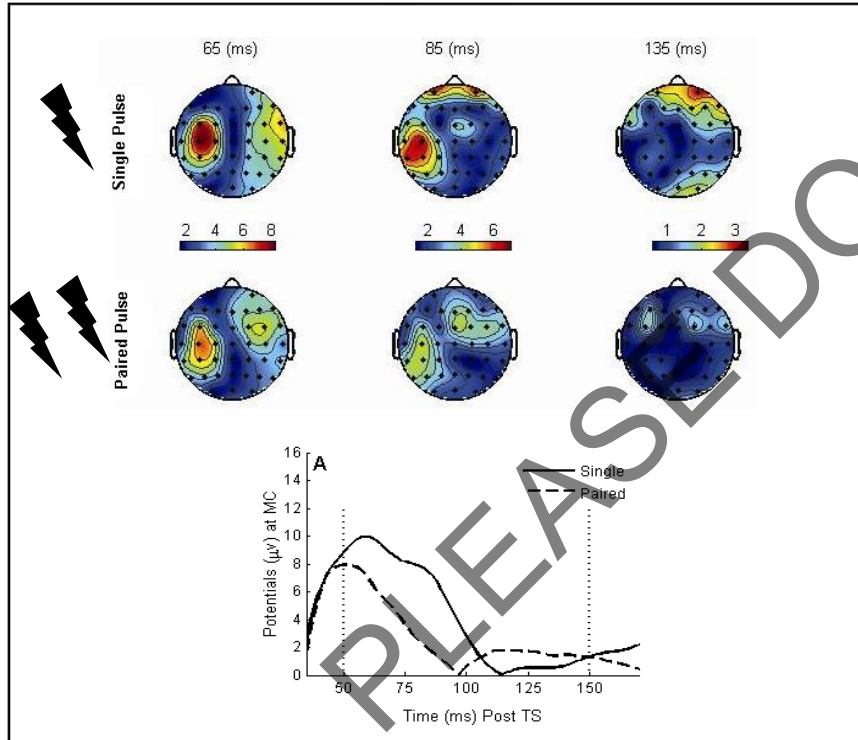 65 (ms) 85 (ms) 135 (ms)
Single Pulse
2 4 6 8 2 4 6 1 2 3
Paired Pulse
A
Single
Paired
Potentials (μv) at MC
16
14
12
10
8
6
4
2
0
50 75 100 125 150
Time (ms) Post TS
PLEASE DO